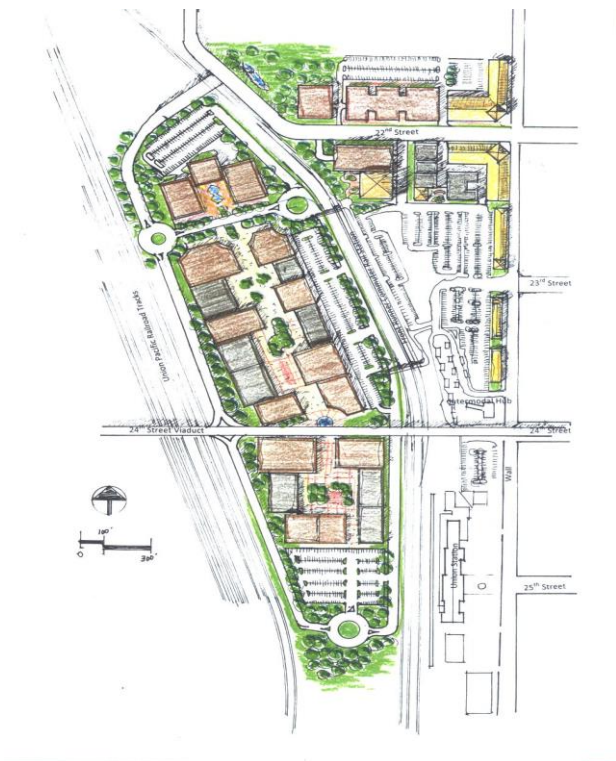 22nd Street
23rd Street
Union Pacific Railroad Tracks
Intermodal Hub
24th Street Viaduct
24th Street
Wall
100'
0
300'
Union Station
25th Street